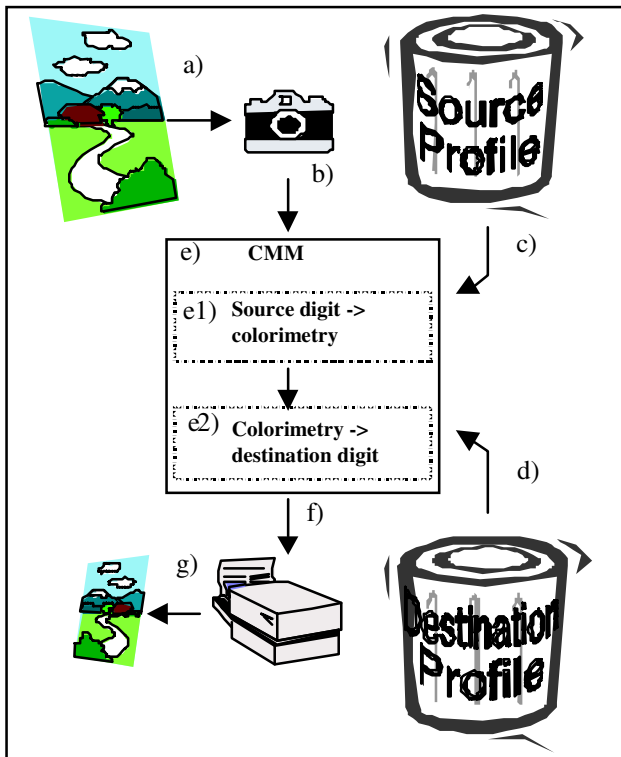 a)
Source
Profile
b)
c)
e) CMM
e1) Source digit ->
colorimetry
e2) Colorimetry ->
destination digit
d)
f)
g)
Destination
Profile